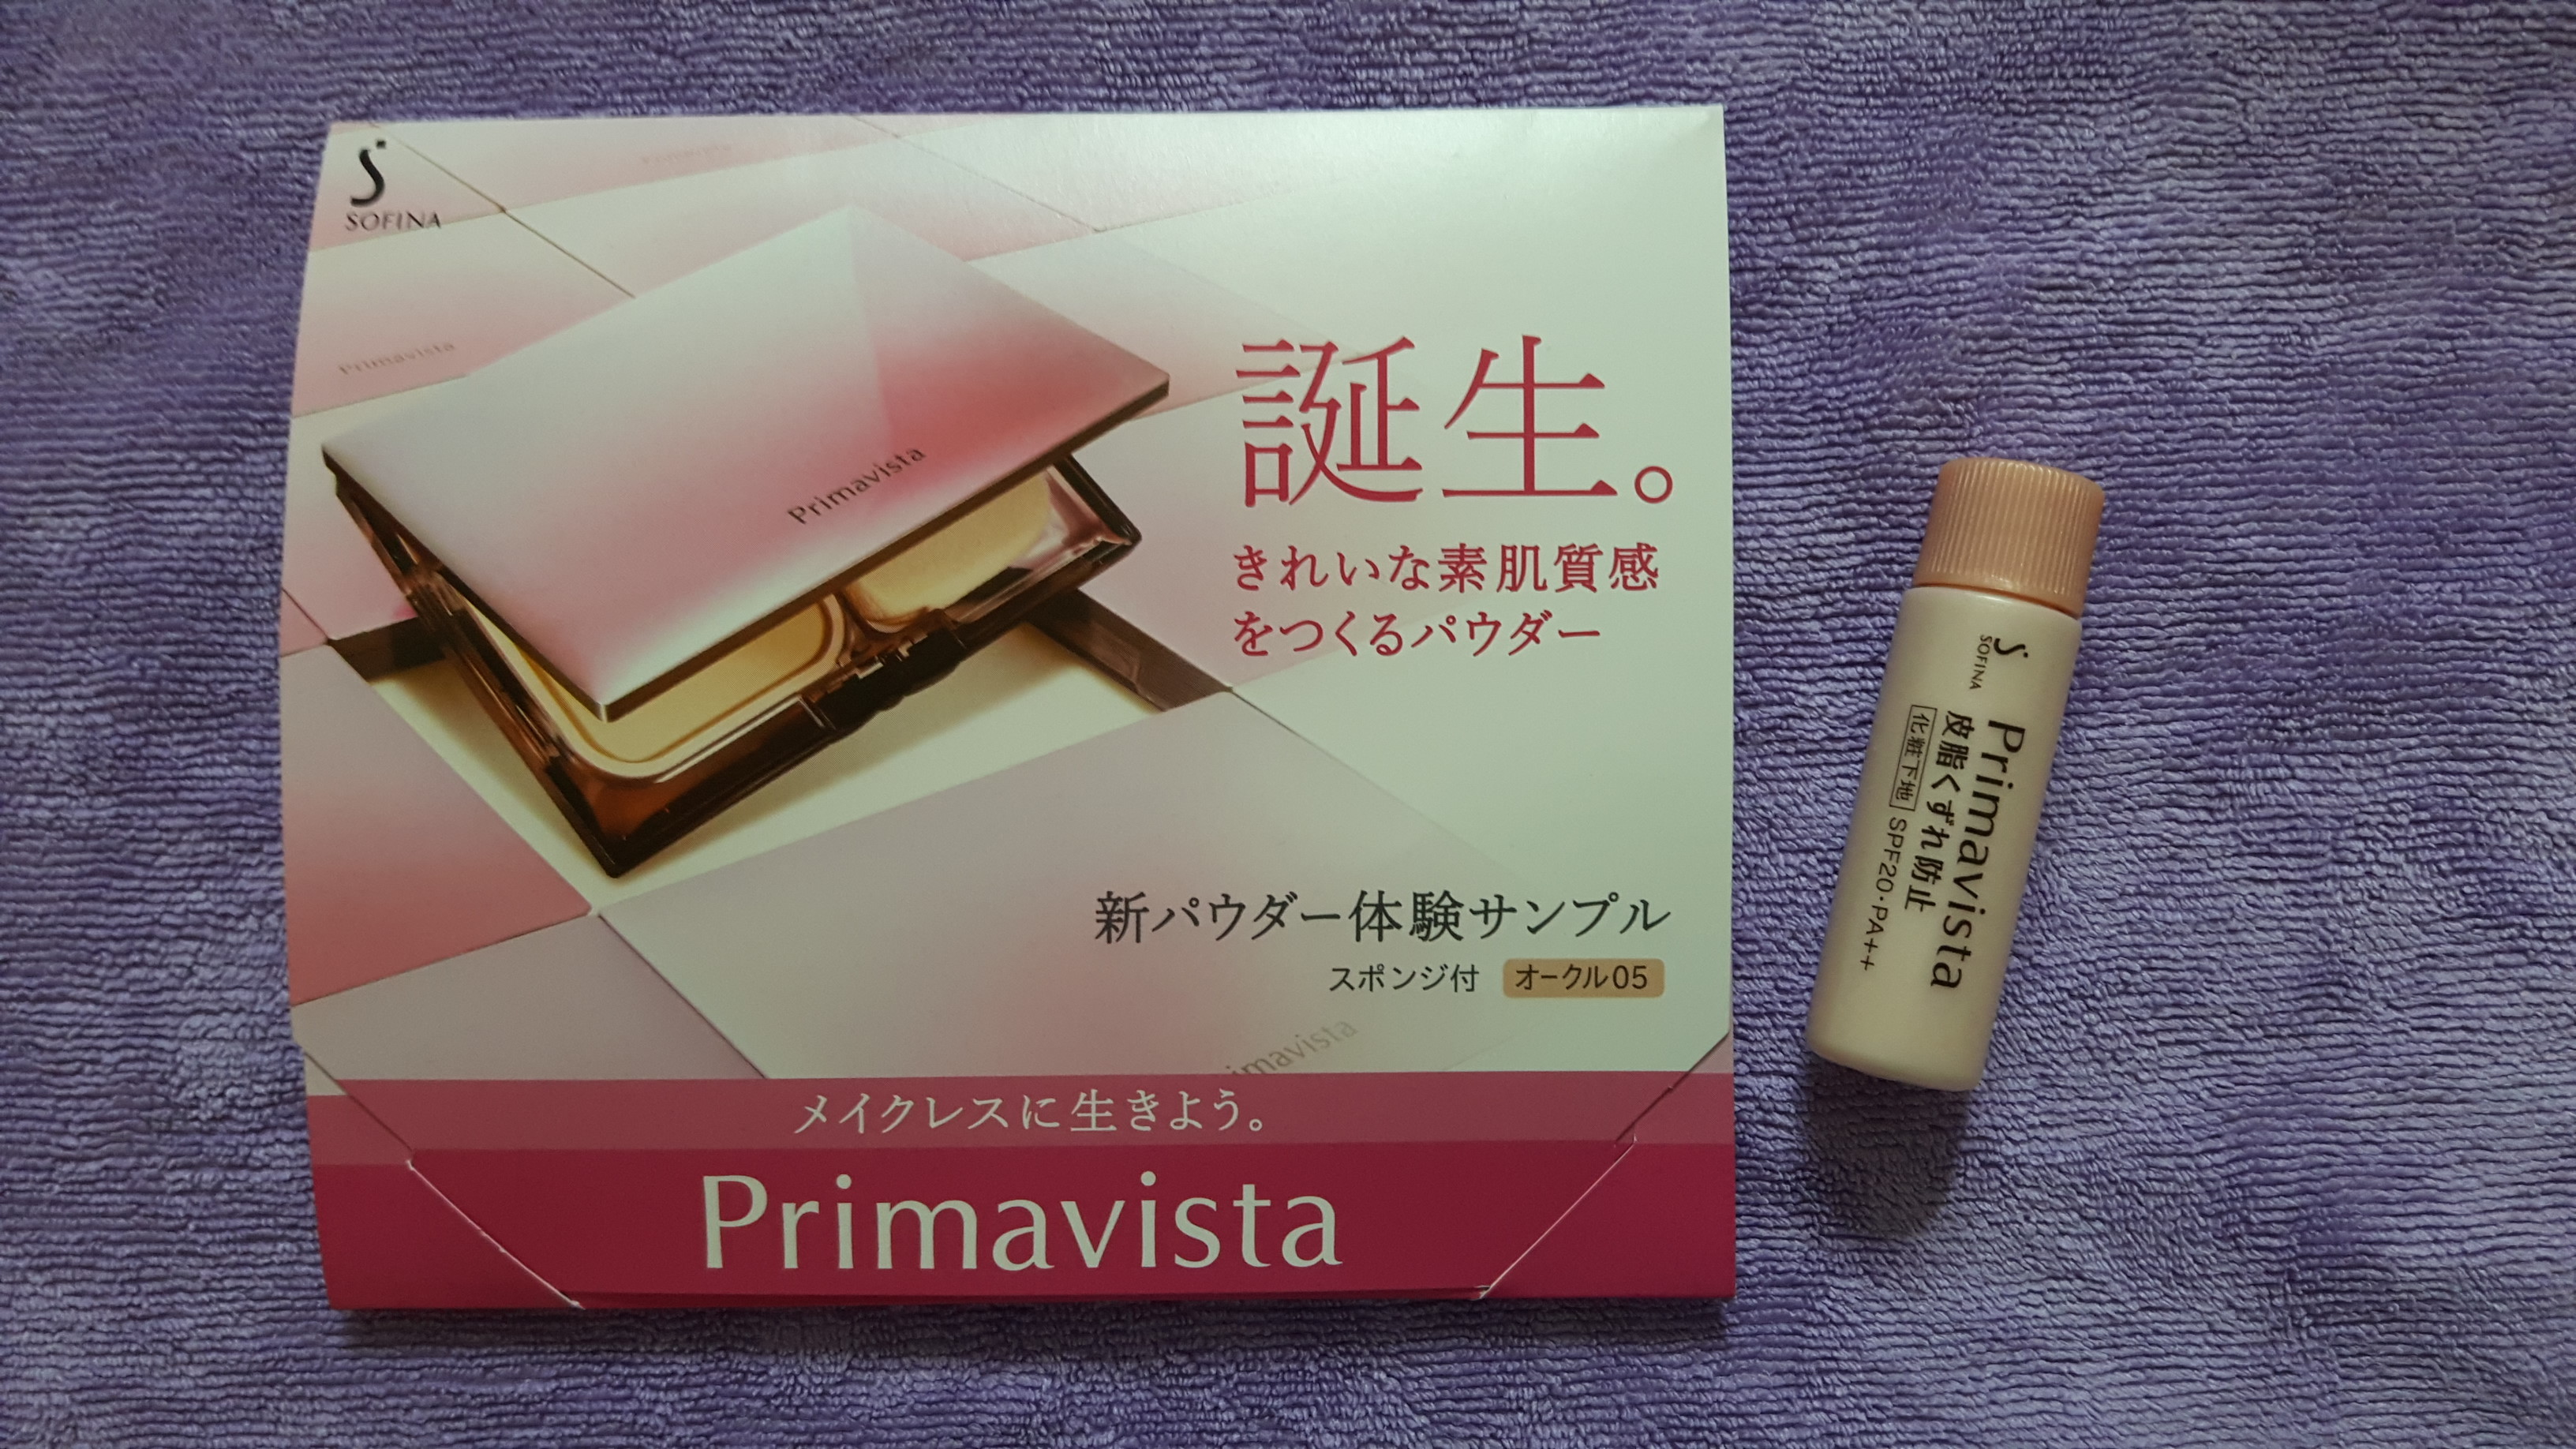 SOFINA
Primavista
Primavista
Primavista
誕生。
きれいな素肌質感
をつくるパウダー
新パウダー体験サンプル
スポンジ付 オークル05
imavista
メイクレスに生きよう。
Primavista
SOFINA
Primavista
皮脂くずれ防止
化粧下地 SPF20・PA++